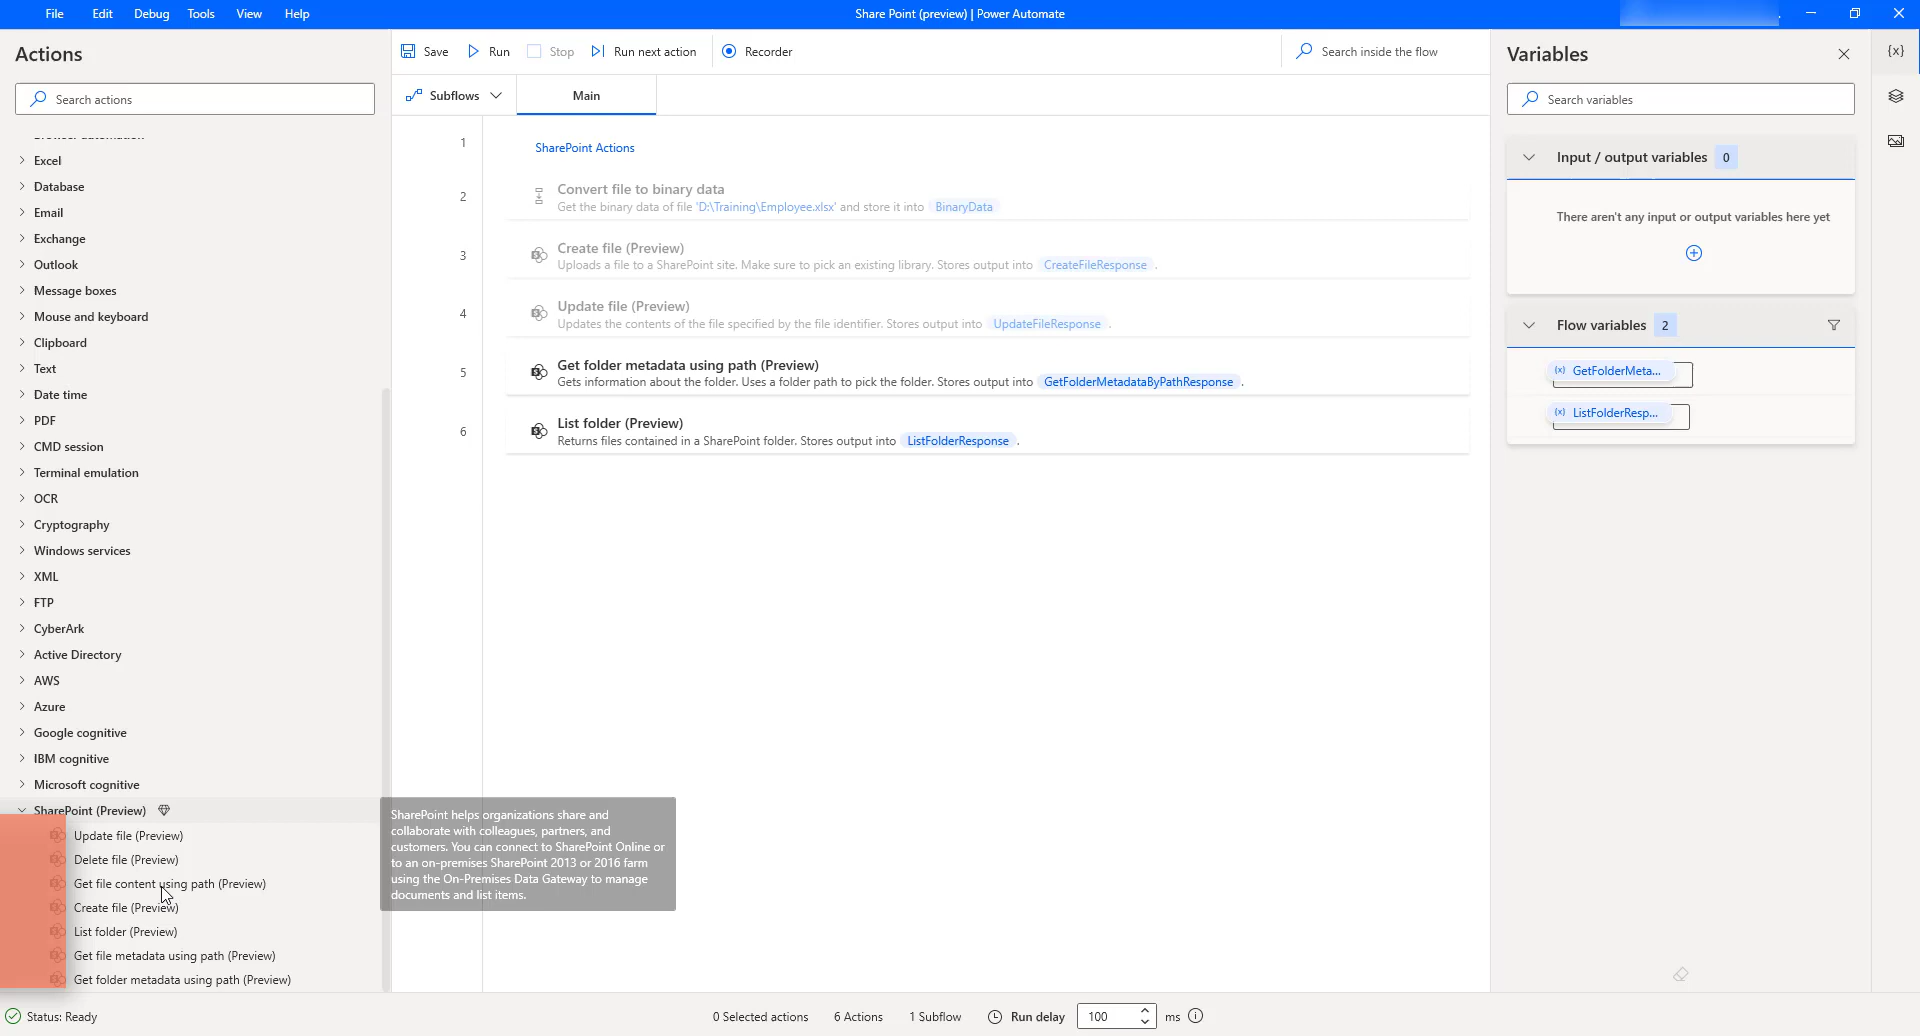 File Edit Debug Tools View Help
Share Point (preview) | Power Automate
Actions
Search actions
Excel
Database
Email
Exchange
Outlook
Message boxes
Mouse and keyboard
Clipboard
Text
Date time
PDF
CMD session
Terminal emulation
OCR
Cryptography
Windows services
XML
FTP
CyberArk
Active Directory
AWS
Azure
Google cognitive
IBM cognitive
Microsoft cognitive
SharePoint (Preview)
Update file (Preview)
Delete file (Preview)
Get file content using path (Preview)
Create file (Preview)
List folder (Preview)
Get file metadata using path (Preview)
Get folder metadata using path (Preview)
Save Run Stop Run next action Recorder
Search inside the flow
Subflows Main
1 SharePoint Actions
2 Convert file to binary data
Get the binary data of file 'D:\Training\Employee.xlsx' and store it into BinaryData
3 Create file (Preview)
Uploads a file to a SharePoint site. Make sure to pick an existing library. Stores output into CreateFileResponse .
4 Update file (Preview)
Updates the contents of the file specified by the file identifier. Stores output into UpdateFileResponse .
5 Get folder metadata using path (Preview)
Gets information about the folder. Uses a folder path to pick the folder. Stores output into GetFolderMetadataByPathResponse .
6 List folder (Preview)
Returns files contained in a SharePoint folder. Stores output into ListFolderResponse .
SharePoint helps organizations share and
collaborate with colleagues, partners, and
customers. You can connect to SharePoint Online or
to an on-premises SharePoint 2013 or 2016 farm
using the On-Premises Data Gateway to manage
documents and list items.
Variables
{x}
Search variables
Input / output variables 0
There aren't any input or output variables here yet
Flow variables 2
(x) GetFolderMeta...
(x) ListFolderResp...
Status: Ready
0 Selected actions 6 Actions 1 Subflow Run delay 100 ms